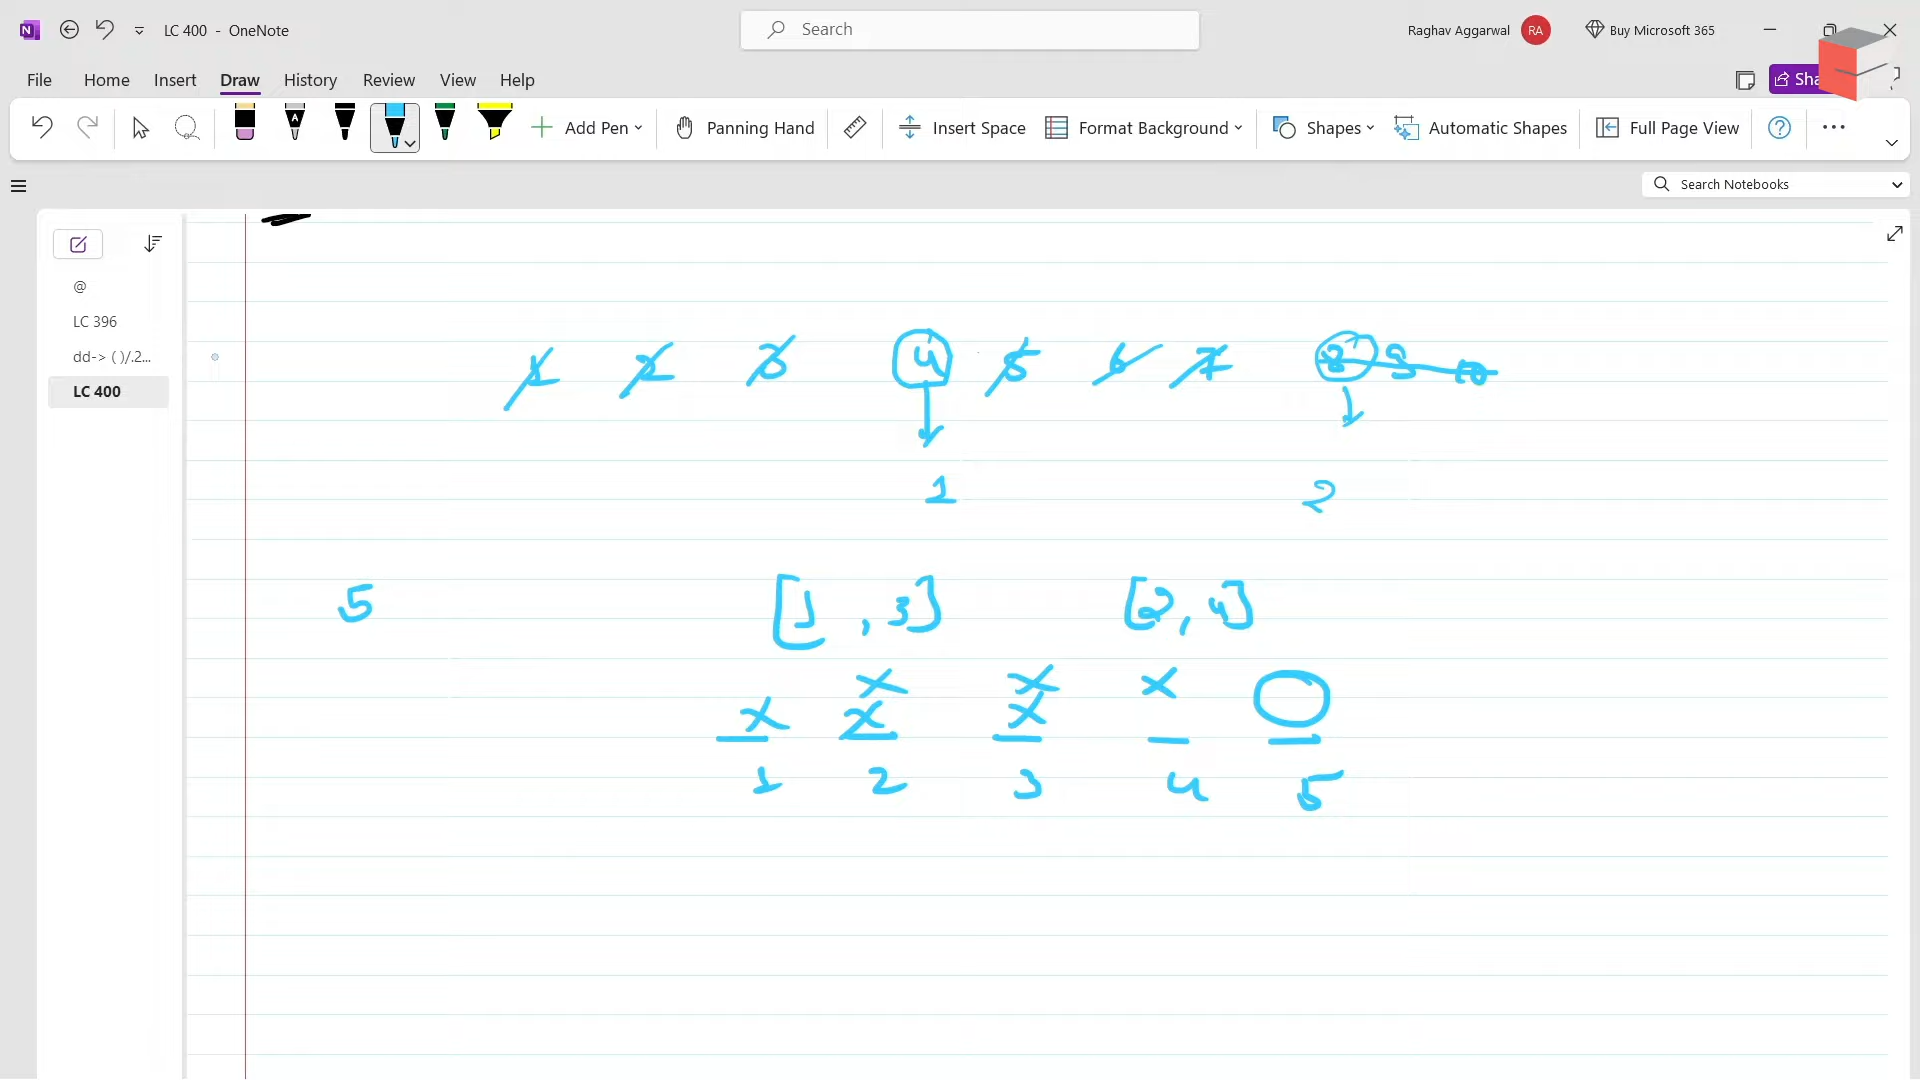 LC 400 - OneNote
Search
Raghav Aggarwal
RA
Buy Microsoft 365
File Home Insert Draw History Review View Help
Sha
Add Pen
Panning Hand
Insert Space
Format Background
Shapes
Automatic Shapes
Full Page View
Search Notebooks
@
LC 396
dd-> ( )/.2...
LC 400
1 2 3 4 5 6 7 8 9 10
1 2
5 [1, 3] [2, 4]
x x x
x x x
1 2 3 4 5